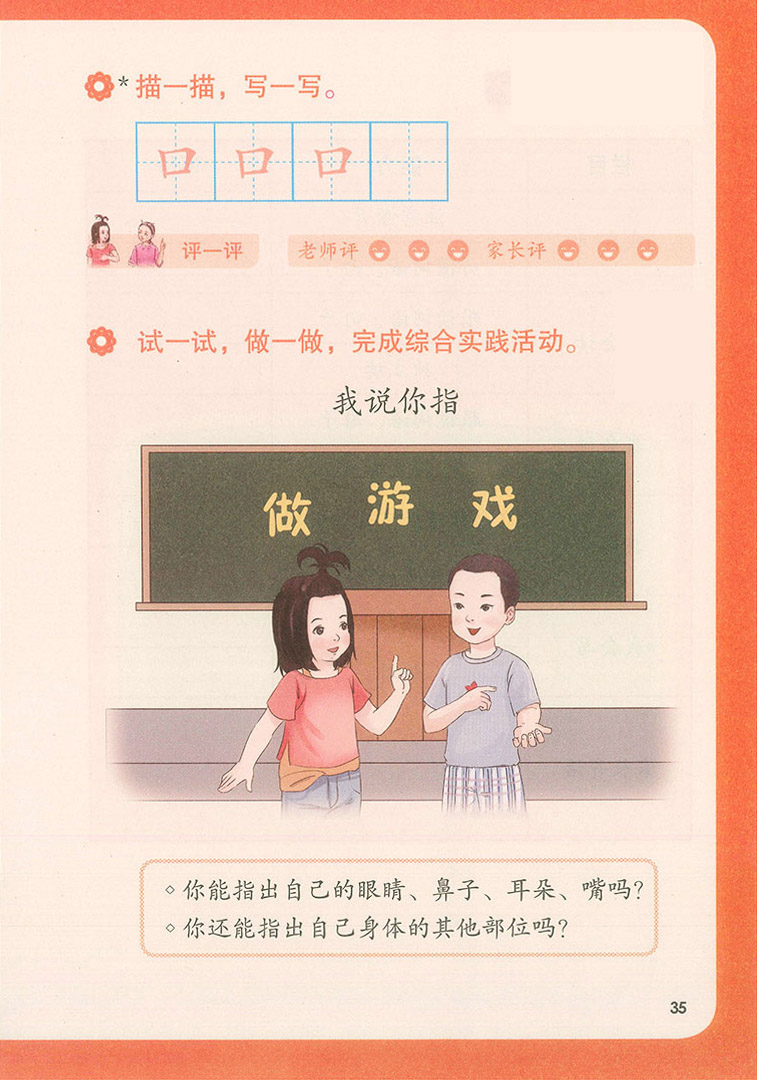 *描一描，写一写。
口 口 口
评一评 老师评 家长评
试一试，做一做，完成综合实践活动。
我说你指
做游戏
◇你能指出自己的眼睛、鼻子、耳朵、嘴吗？
◇你还能指出自己身体的其他部位吗？
35